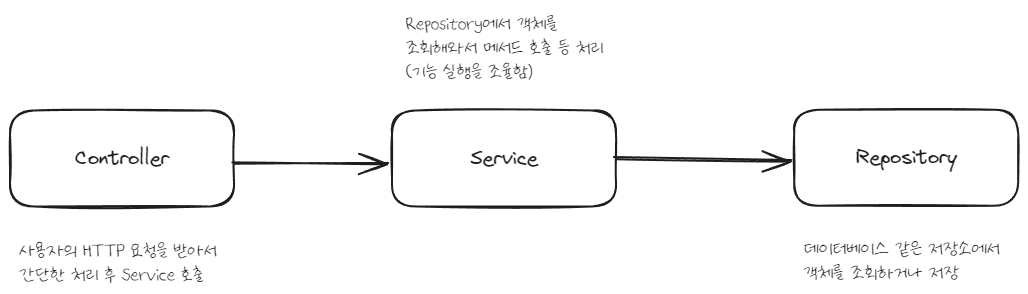 Repository에서 객체를
조회해와서 메서드 호출 등 처리
(기능 실행을 조율함)
Controller
Service
Repository
사용자의 HTTP 요청을 받아서
간단한 처리 후 Service 호출
데이터베이스 같은 저장소에서
객체를 조회하거나 저장